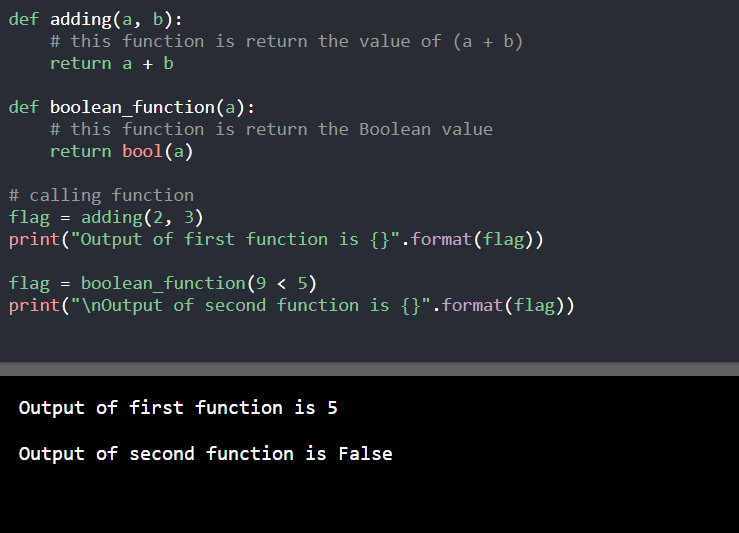 def adding(a, b):
    # this function is return the value of (a + b)
    return a + b
def boolean_function(a):
    # this function is return the Boolean value
    return bool(a)
# calling function
flag = adding(2, 3)
print("Output of first function is {}".format(flag))
flag = boolean_function(9 < 5)
print("\nOutput of second function is {}".format(flag))
Output of first function is 5
Output of second function is False